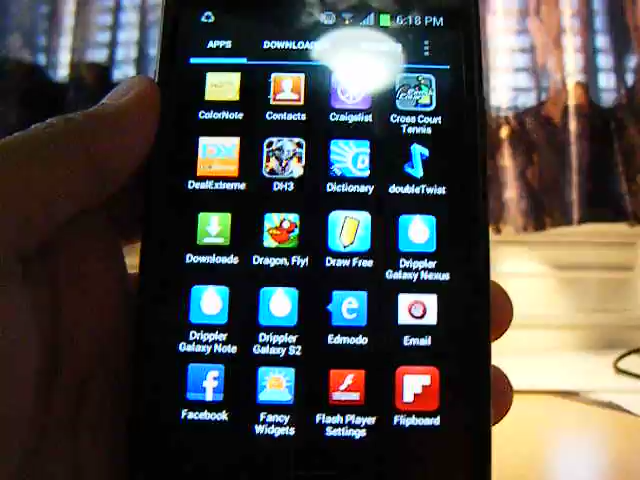 6:18 PM
APPS
ColorNote
Contacts
Craigslist
Cross Court
Tennis
DealExtreme
DH3
Dictionary
doubleTwist
Downloads
Dragon, Fly!
Draw Free
Drippler
Galaxy Nexus
Drippler
Galaxy Note
Drippler
Galaxy S2
Edmodo
Email
Facebook
Fancy
Widgets
Flash Player
Settings
Flipboard